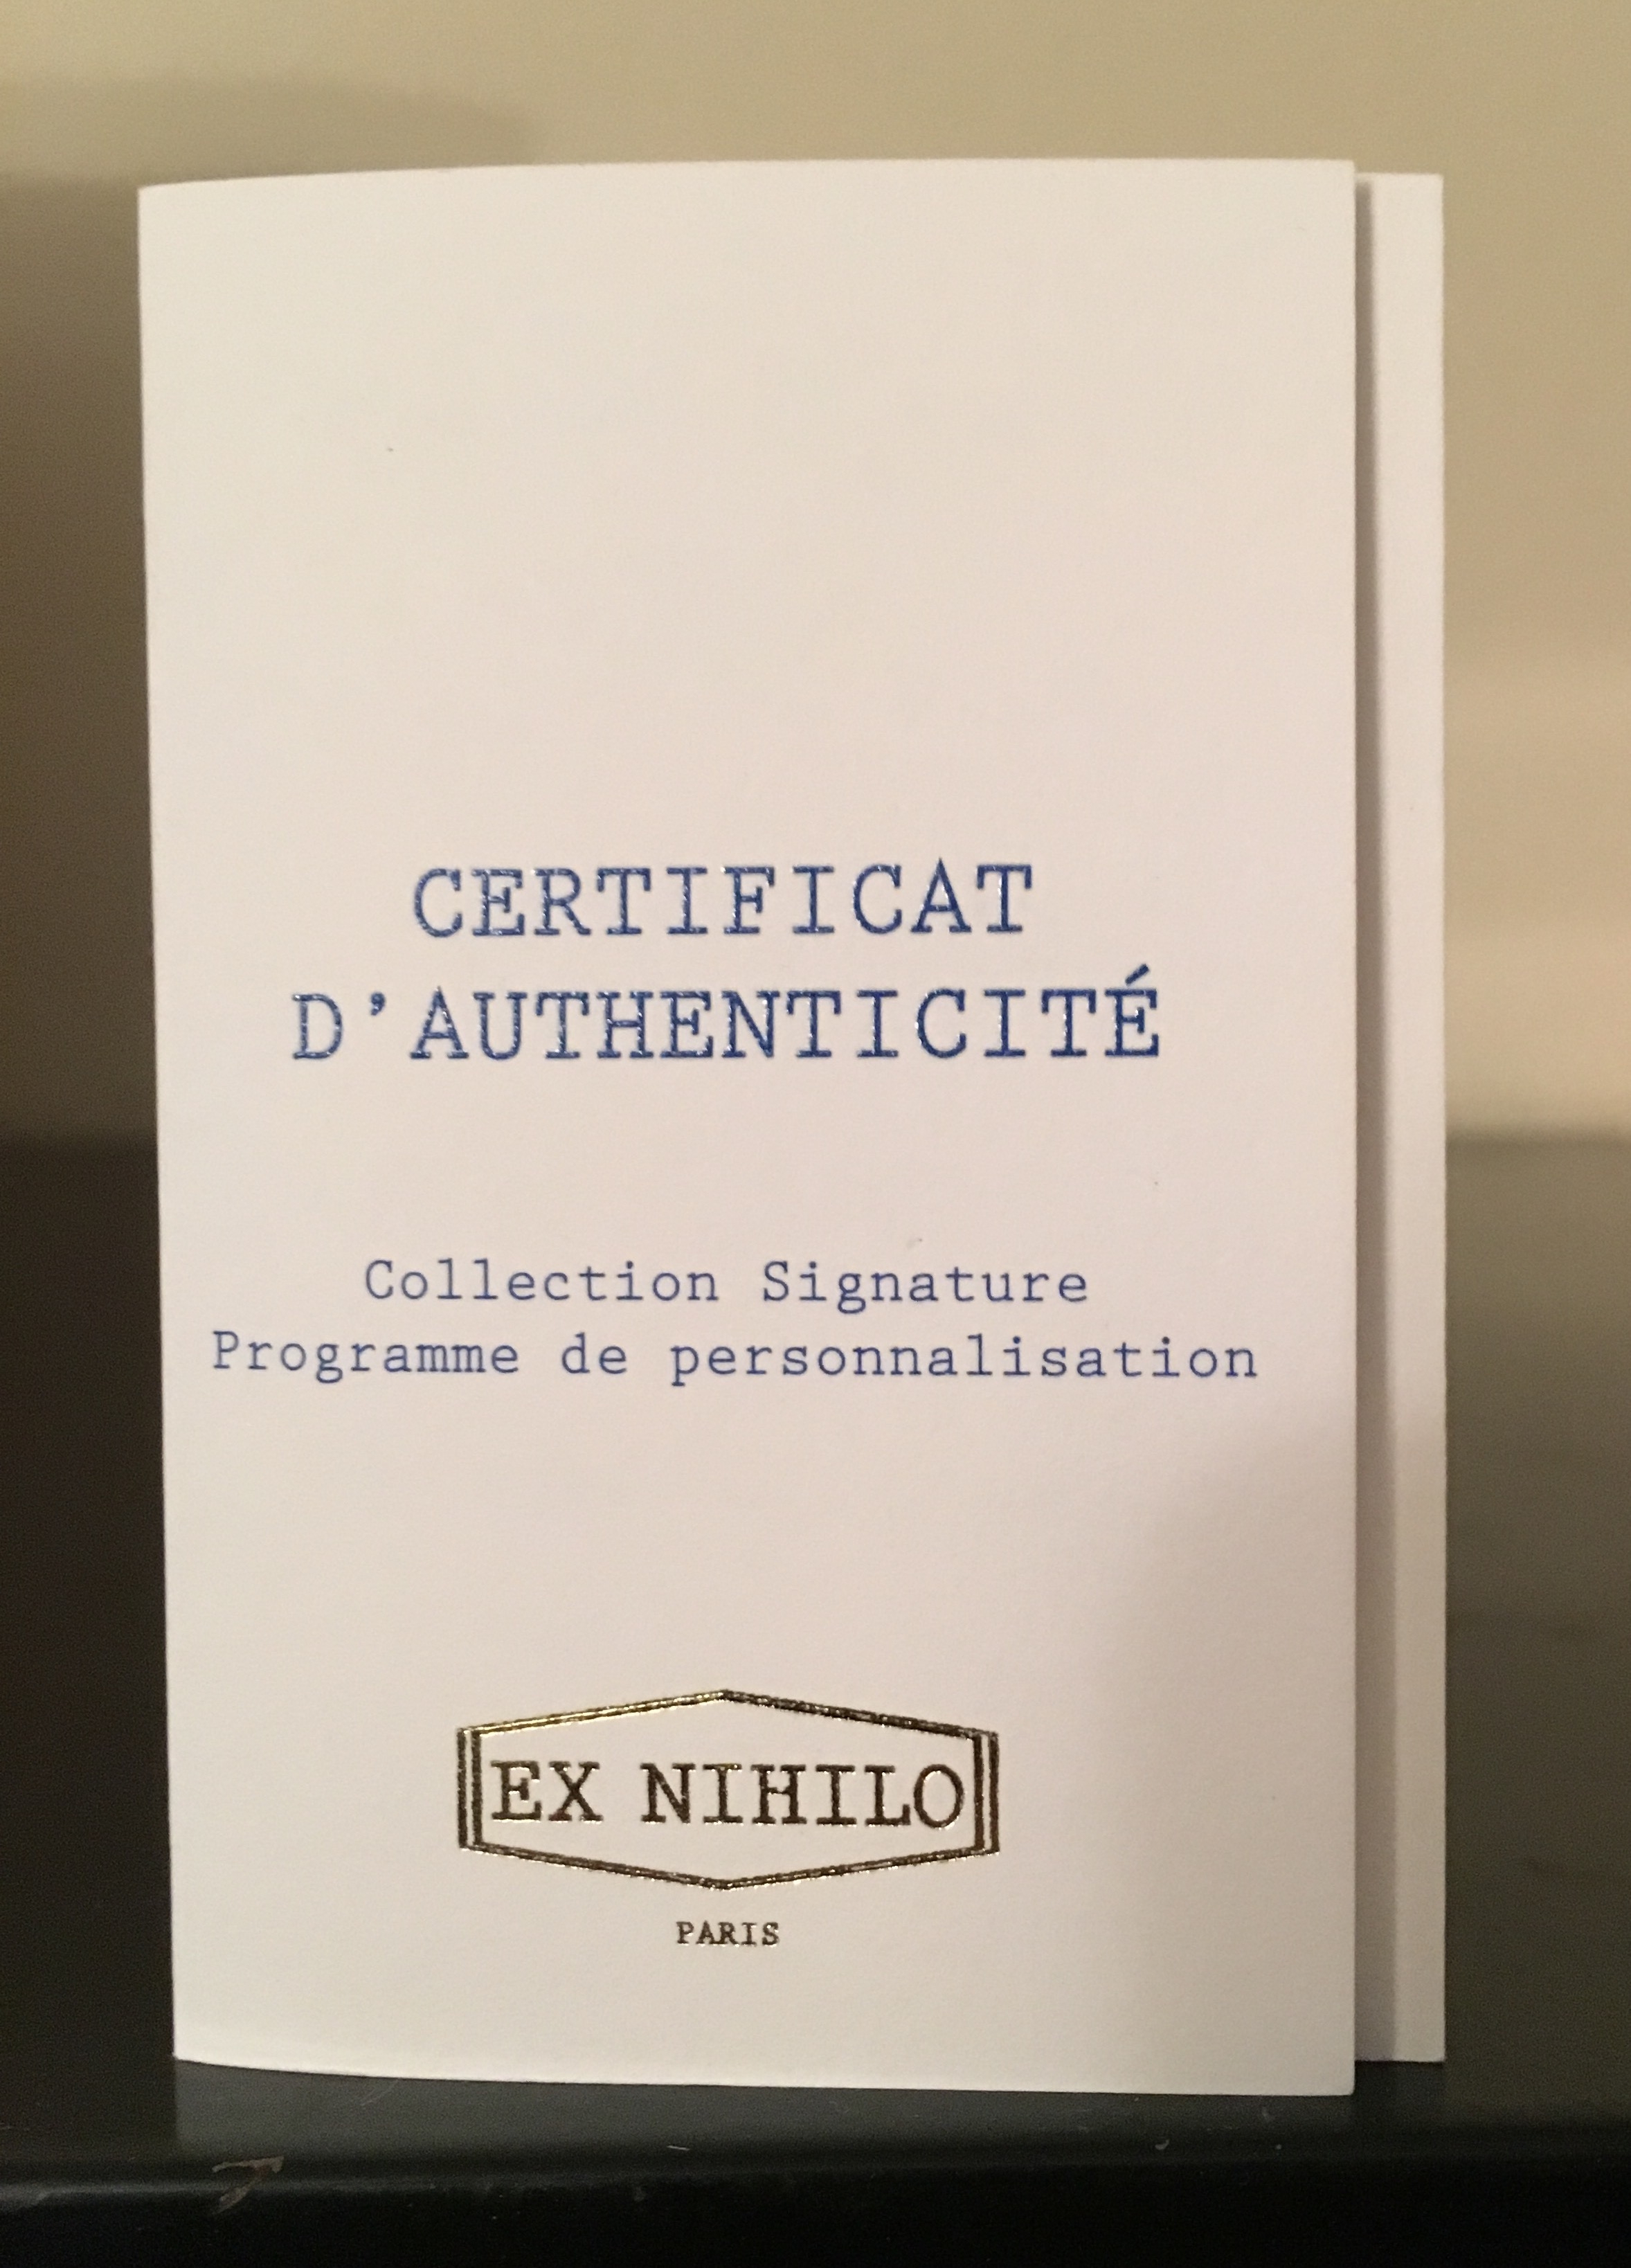 CERTIFICAT
D'AUTHENTICITÉ
Collection Signature
Programme de personnalisation
EX NIHILO
PARIS